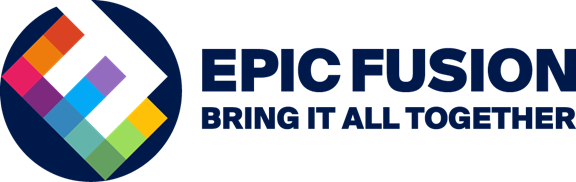 EPIC FUSION
BRING IT ALL TOGETHER